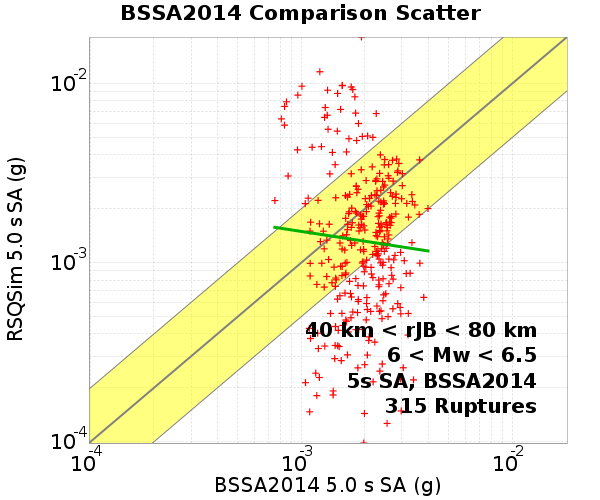 BSSA2014 Comparison Scatter
RSQSim 5.0 s SA (g)
10-2
10-3
10-4
40 km < rJB < 80 km
6 < Mw < 6.5
5s SA, BSSA2014
315 Ruptures
10-4 10-3 10-2
BSSA2014 5.0 s SA (g)